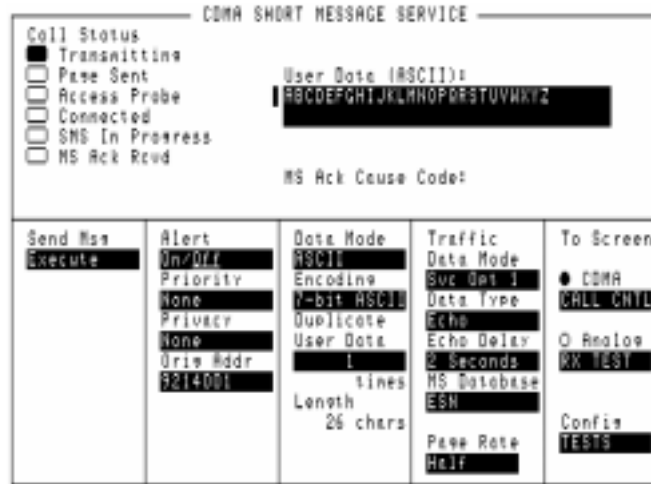 CDMA SHORT MESSAGE SERVICE
Call Status
Transmitting
Page Sent
Access Probe
Connected
SMS In Progress
MS Ack Rcvd
User Data (ASCII):
ABCDEFGHIJKLMNOPQRSTUVWXYZ
MS Ack Cause Code:
Send Msg
Execute
Alert
On/Off
Priority
None
Privacy
None
Orig Addr
9214001
Data Mode
ASCII
Encoding
7-bit ASCII
Duplicate
User Data
1
times
Length
26 chars
Traffic
Data Mode
Svc Opt 1
Data Type
Echo
Echo Delay
2 Seconds
MS Database
ESN
Page Rate
Half
To Screen
CDMA
CALL CNTL
Analog
RX TEST
Config
TESTS